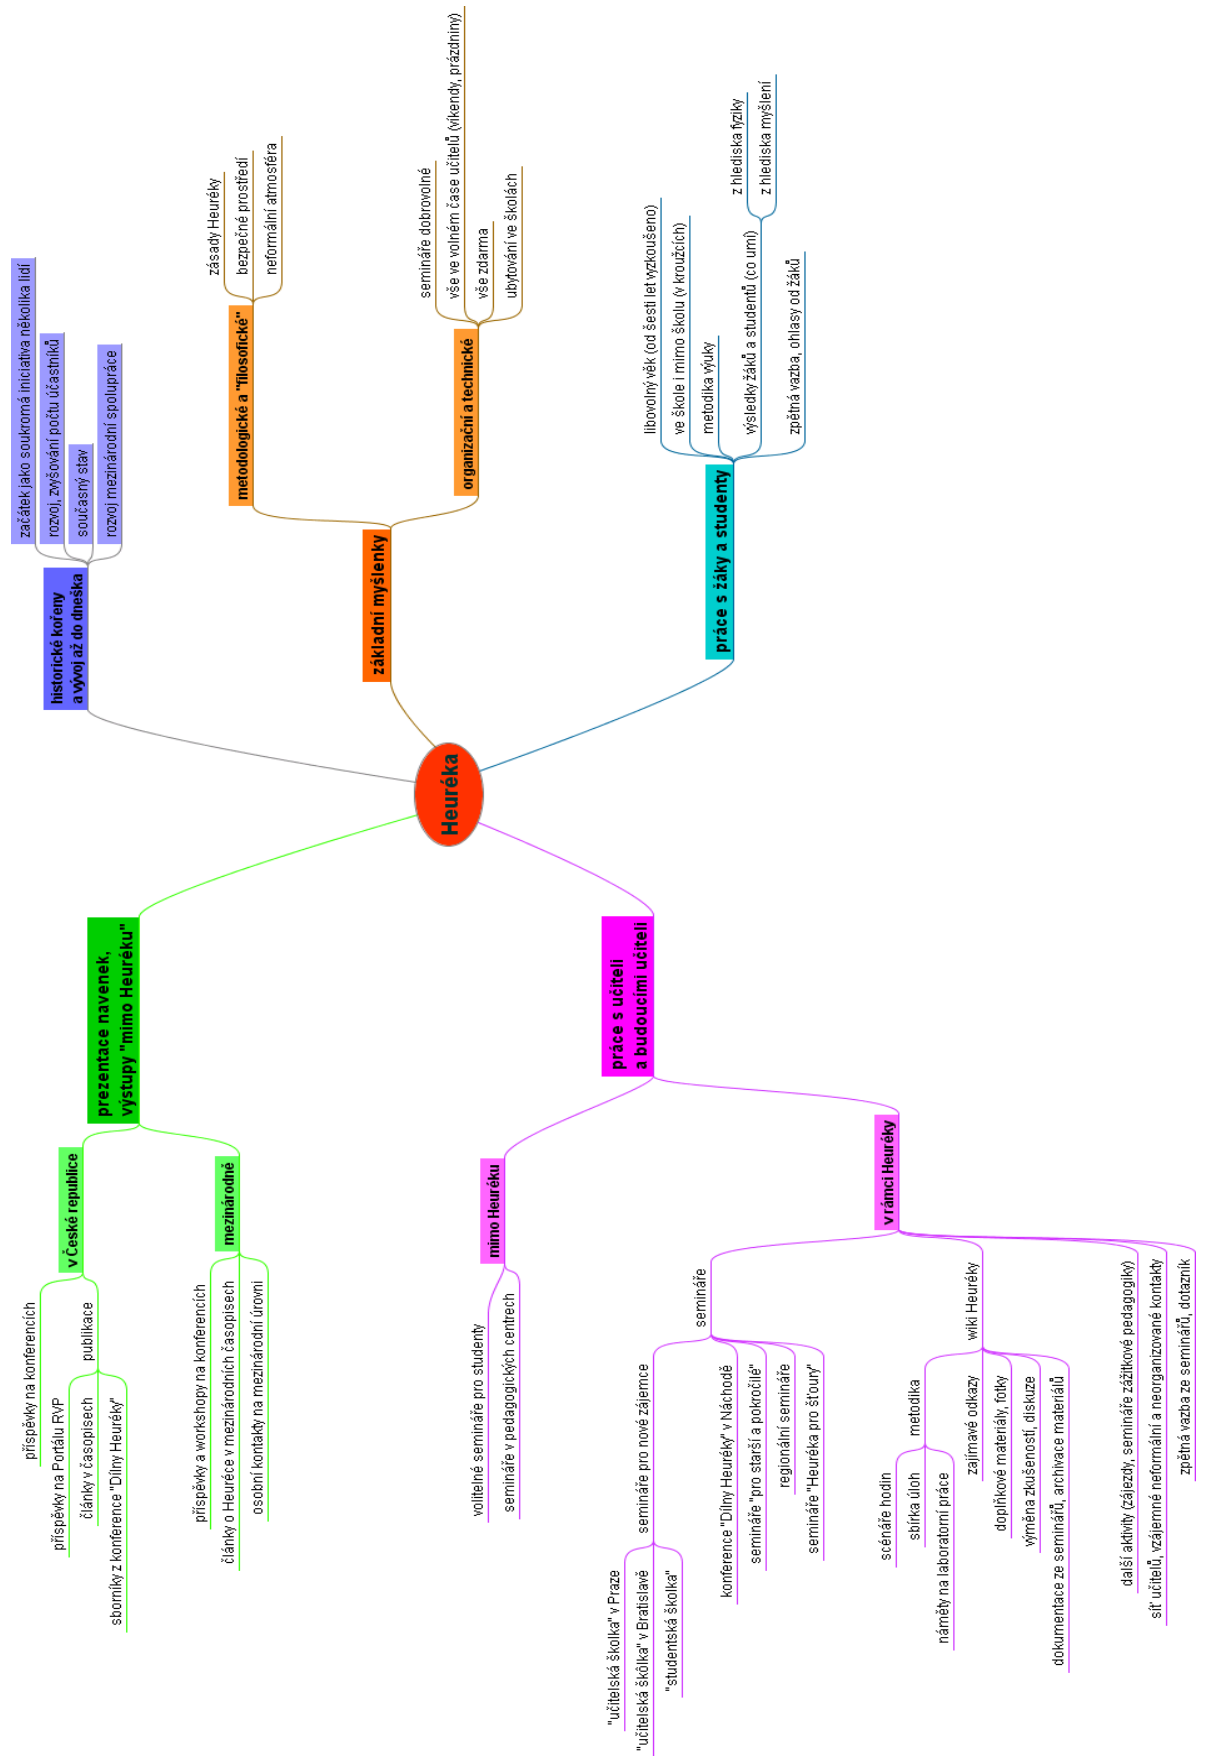 Heuréka
historické kořeny
a vývoj až do dneška
začátek jako soukromá iniciativa několika lidí
rozvoj, zvyšování počtu účastníků
současný stav
rozvoj mezinárodní spolupráce
základní myšlenky
metodologické a "filosofické"
zásady Heuréky
bezpečné prostředí
neformální atmosféra
organizační a technické
semináře dobrovolné
vše ve volném čase učitelů (víkendy, prázdniny)
vše zdarma
ubytování ve školách
práce s žáky a studenty
libovolný věk (od šesti let vyzkoušeno)
ve škole i mimo školu (v kroužcích)
metodika výuky
výsledky žáků a studentů (co umí)
z hlediska fyziky
z hlediska myšlení
zpětná vazba, ohlasy od žáků
prezentace navenek,
výstupy "mimo Heuréku"
v České republice
příspěvky na konferencích
publikace
příspěvky na Portálu RVP
články v časopisech
sborníky z konference "Dílny Heuréky"
mezinárodně
příspěvky a workshopy na konferencích
články o Heuréce v mezinárodních časopisech
osobní kontakty na mezinárodní úrovni
práce s učiteli
a budoucími učiteli
mimo Heuréku
volitelné semináře pro studenty
semináře v pedagogických centrech
v rámci Heuréky
semináře
semináře pro nové zájemce
"učitelská školka" v Praze
"učitelská škôlka" v Bratislavě
"studentská školka"
konference "Dílny Heuréky" v Náchodě
semináře "pro starší a pokročilé"
regionální semináře
semináře "Heuréka pro šťoury"
wiki Heuréky
metodika
scénáře hodin
sbírka úloh
náměty na laboratorní práce
zajímavé odkazy
doplňkové materiály, fotky
výměna zkušeností, diskuze
dokumentace ze seminářů, archivace materiálů
další aktivity (zájezdy, semináře zážitkové pedagogiky)
síť učitelů, vzájemné neformální a neorganizované kontakty
zpětná vazba ze seminářů, dotazník